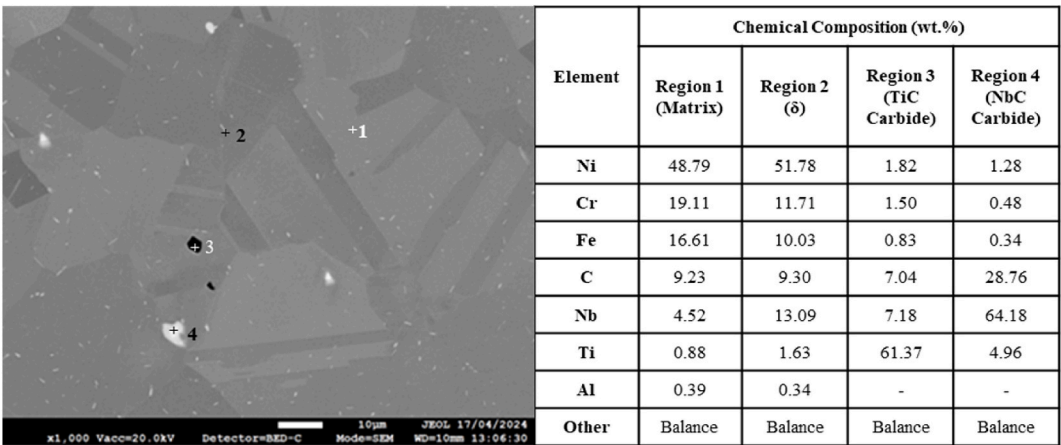 + 2
+1
+ 3
+ 4
10µm JEOL 17/04/2024
x1,000 Vacc=20.0kV Detector=BED-C Mode=SEM WD=10mm 13:06:30
Element
Chemical Composition (wt.%)
Region 1 (Matrix)
Region 2 (δ)
Region 3 (TiC Carbide)
Region 4 (NbC Carbide)
Ni 48.79 51.78 1.82 1.28
Cr 19.11 11.71 1.50 0.48
Fe 16.61 10.03 0.83 0.34
C 9.23 9.30 7.04 28.76
Nb 4.52 13.09 7.18 64.18
Ti 0.88 1.63 61.37 4.96
Al 0.39 0.34 - -
Other Balance Balance Balance Balance